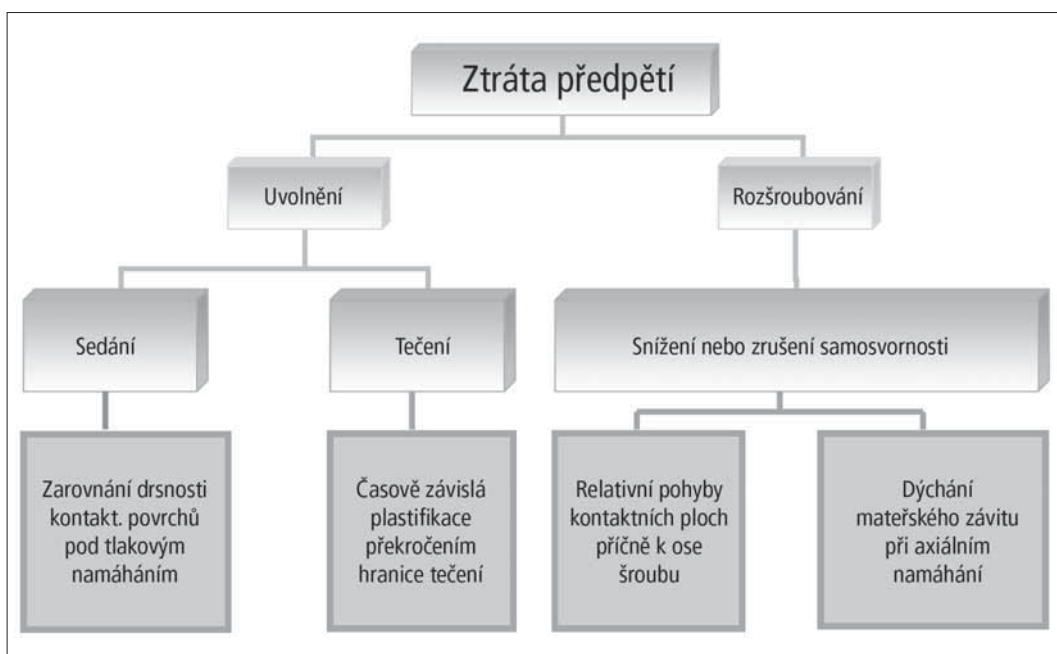 Ztráta předpětí
Uvolnění
Rozšroubování
Sedání
Tečení
Snížení nebo zrušení samosvornosti
Zarovnání drsnosti
kontakt. povrchů
pod tlakovým
namáháním
Časově závislá
plastifikace
překročením
hranice tečení
Relativní pohyby
kontaktních ploch
příčně k ose
šroubu
Dýchání
mateřského závitu
při axiálním
namáhání